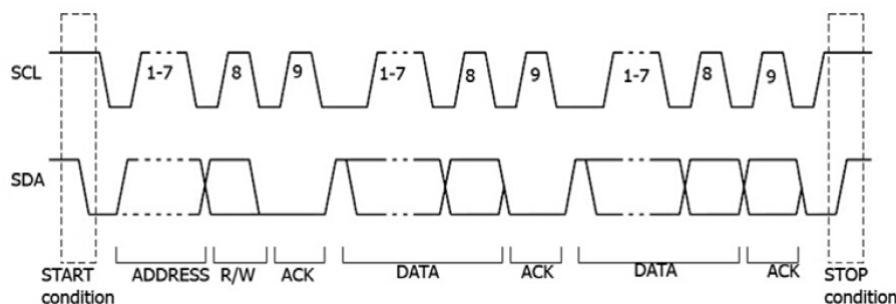 SCL 1-7 8 9 1-7 8 9 1-7 8 9
SDA
START ADDRESS R/W ACK DATA ACK DATA ACK STOP
condition condition